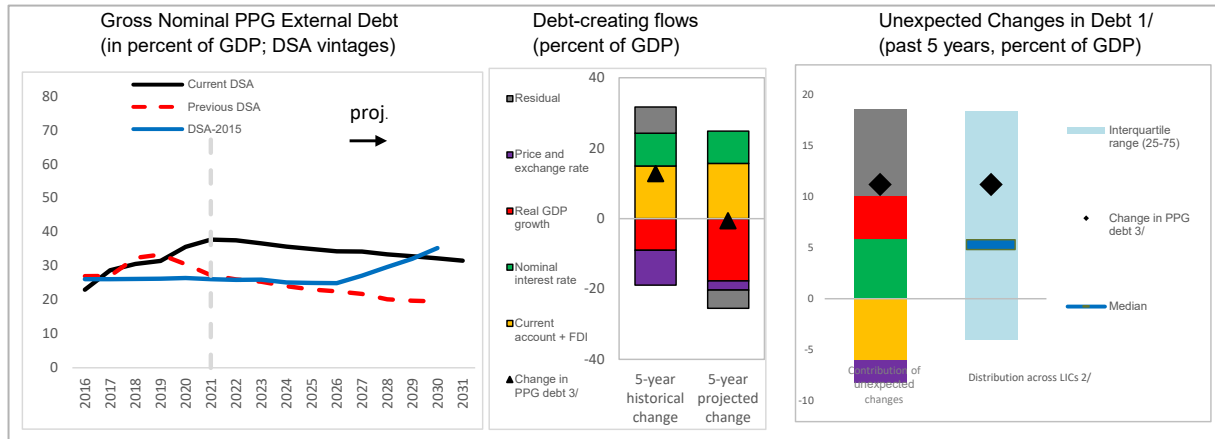 Gross Nominal PPG External Debt
(in percent of GDP; DSA vintages)
Current DSA
Previous DSA
DSA-2015
proj.
80
70
60
50
40
30
20
10
0
2016
2017
2018
2019
2020
2021
2022
2023
2024
2025
2026
2027
2028
2029
2030
2031
Debt-creating flows
(percent of GDP)
Residual
Price and
exchange rate
Real GDP
growth
Nominal
interest rate
Current
account + FDI
Change in
PPG debt 3/
40
20
0
-20
-40
5-year
historical
change
5-year
projected
change
Unexpected Changes in Debt 1/
(past 5 years, percent of GDP)
20
15
10
5
0
-5
-10
Contribution of
unexpected
changes
Distribution across LICs 2/
Interquartile
range (25-75)
Change in PPG
debt 3/
Median